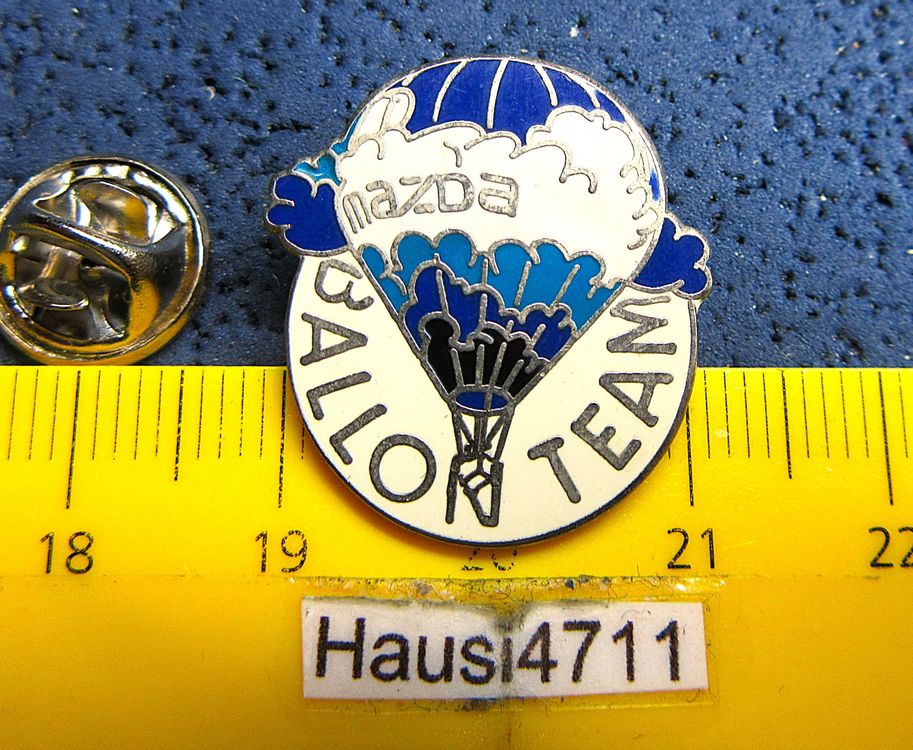 mazda
BALLON TEAM
18 19 20 21 22
Hausi4711